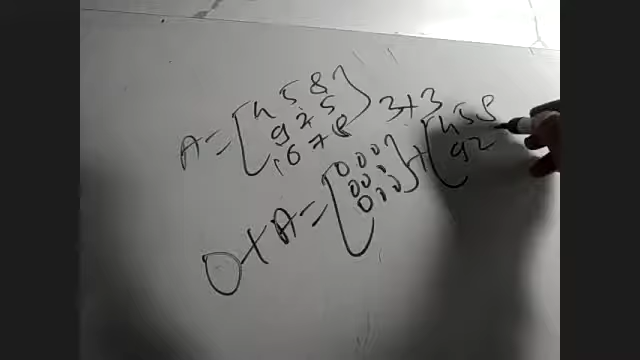 A = [4 5 8
9 2 5
6 7 8] 3+3
0 + A = [0 0 0
0 0 0
0 0 0] + [4 5 8
9 2